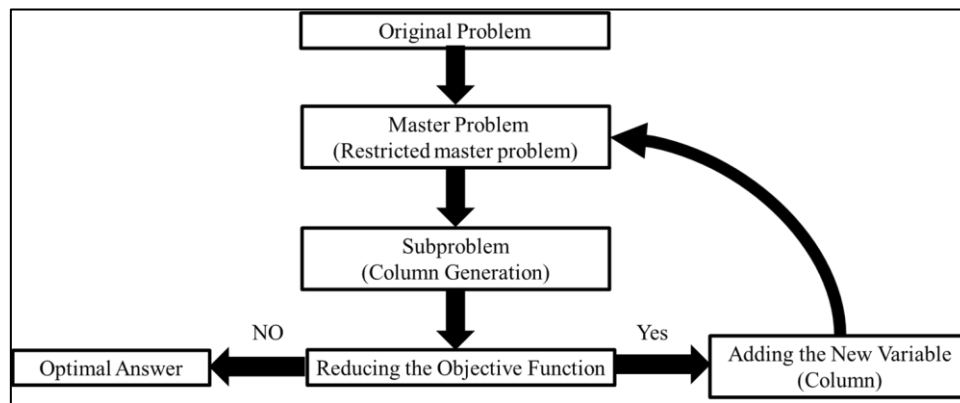 Original Problem
Master Problem
(Restricted master problem)
Subproblem
(Column Generation)
NO
Yes
Optimal Answer
Reducing the Objective Function
Adding the New Variable
(Column)